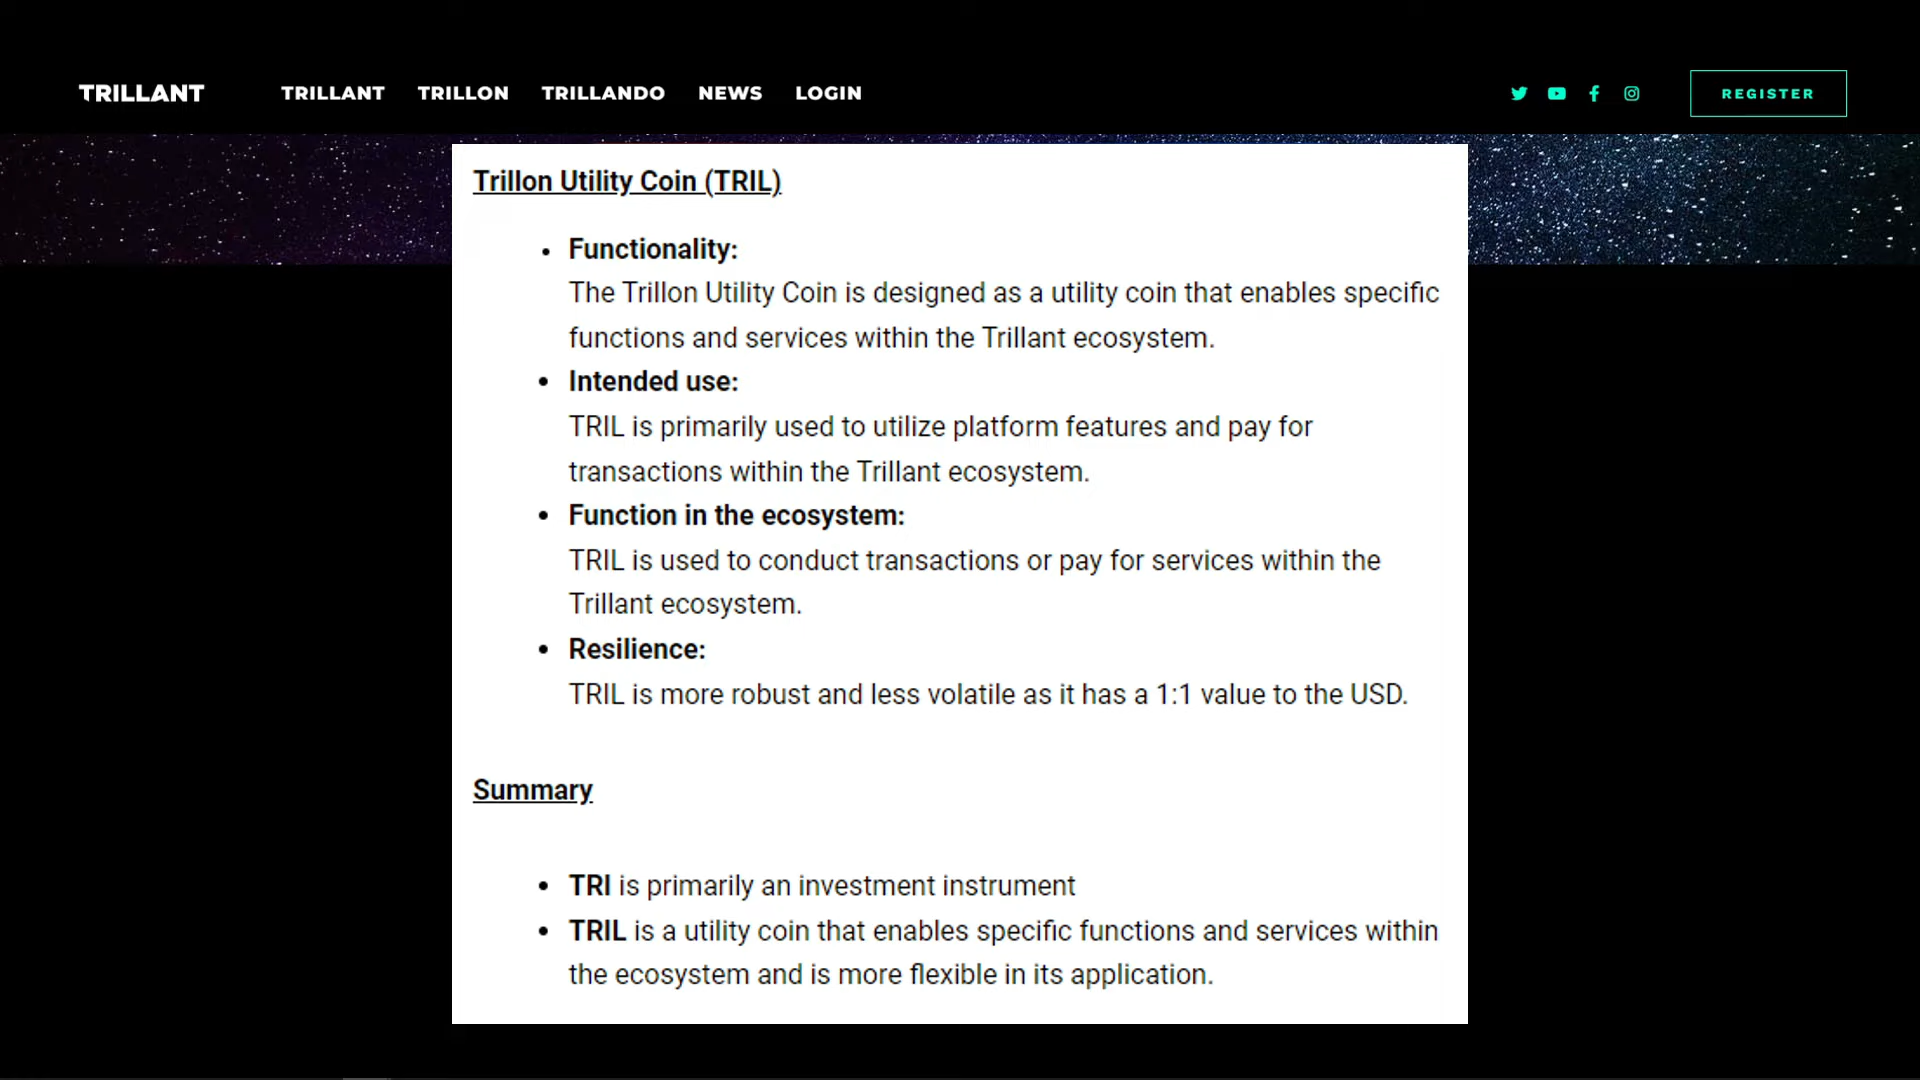 TRILLANT TRILLANT TRILLON TRILLANDO NEWS LOGIN REGISTER
Trillon Utility Coin (TRIL)
• Functionality:
The Trillon Utility Coin is designed as a utility coin that enables specific
functions and services within the Trillant ecosystem.
• Intended use:
TRIL is primarily used to utilize platform features and pay for
transactions within the Trillant ecosystem.
• Function in the ecosystem:
TRIL is used to conduct transactions or pay for services within the
Trillant ecosystem.
• Resilience:
TRIL is more robust and less volatile as it has a 1:1 value to the USD.
Summary
• TRI is primarily an investment instrument
• TRIL is a utility coin that enables specific functions and services within
the ecosystem and is more flexible in its application.